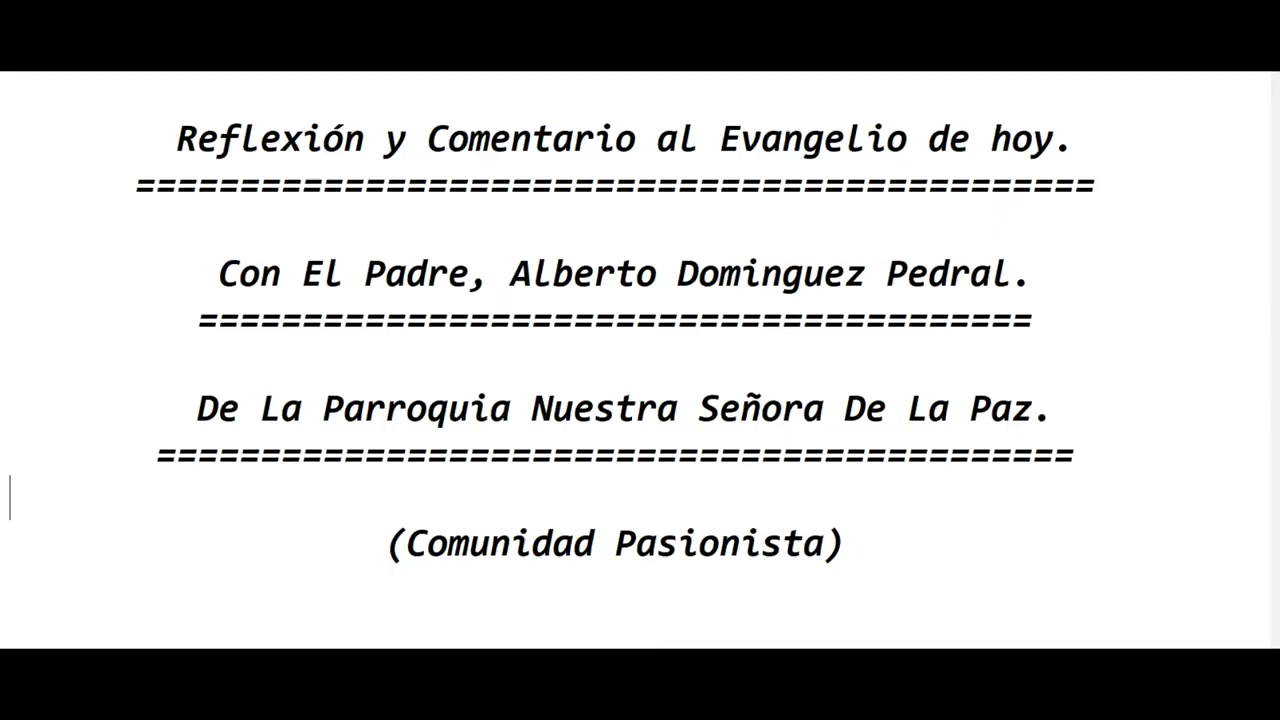 Reflexión y Comentario al Evangelio de hoy.
==============================================
Con El Padre, Alberto Dominguez Pedral.
========================================
De La Parroquia Nuestra Señora De La Paz.
============================================
(Comunidad Pasionista)